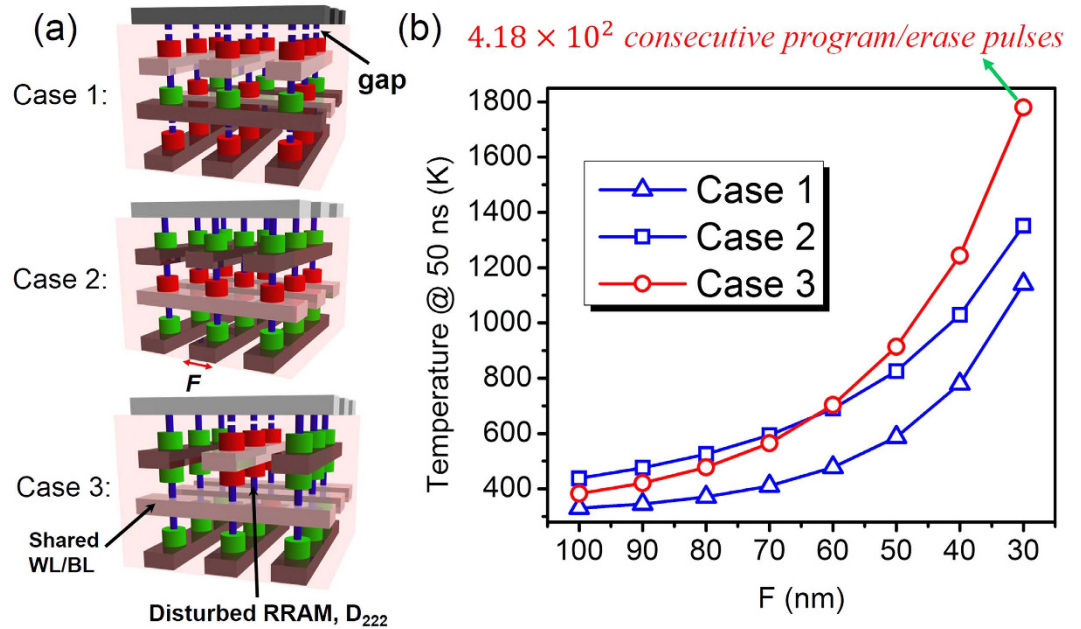 (a)
Case 1:
gap
Case 2:
F
Case 3:
Shared
WL/BL
Disturbed RRAM, D₂₂₂
(b)
4.18 × 10² consecutive program/erase pulses
Temperature @ 50 ns (K)
1800
1600
1400
1200
1000
800
600
400
Case 1
Case 2
Case 3
100 90 80 70 60 50 40 30
F (nm)